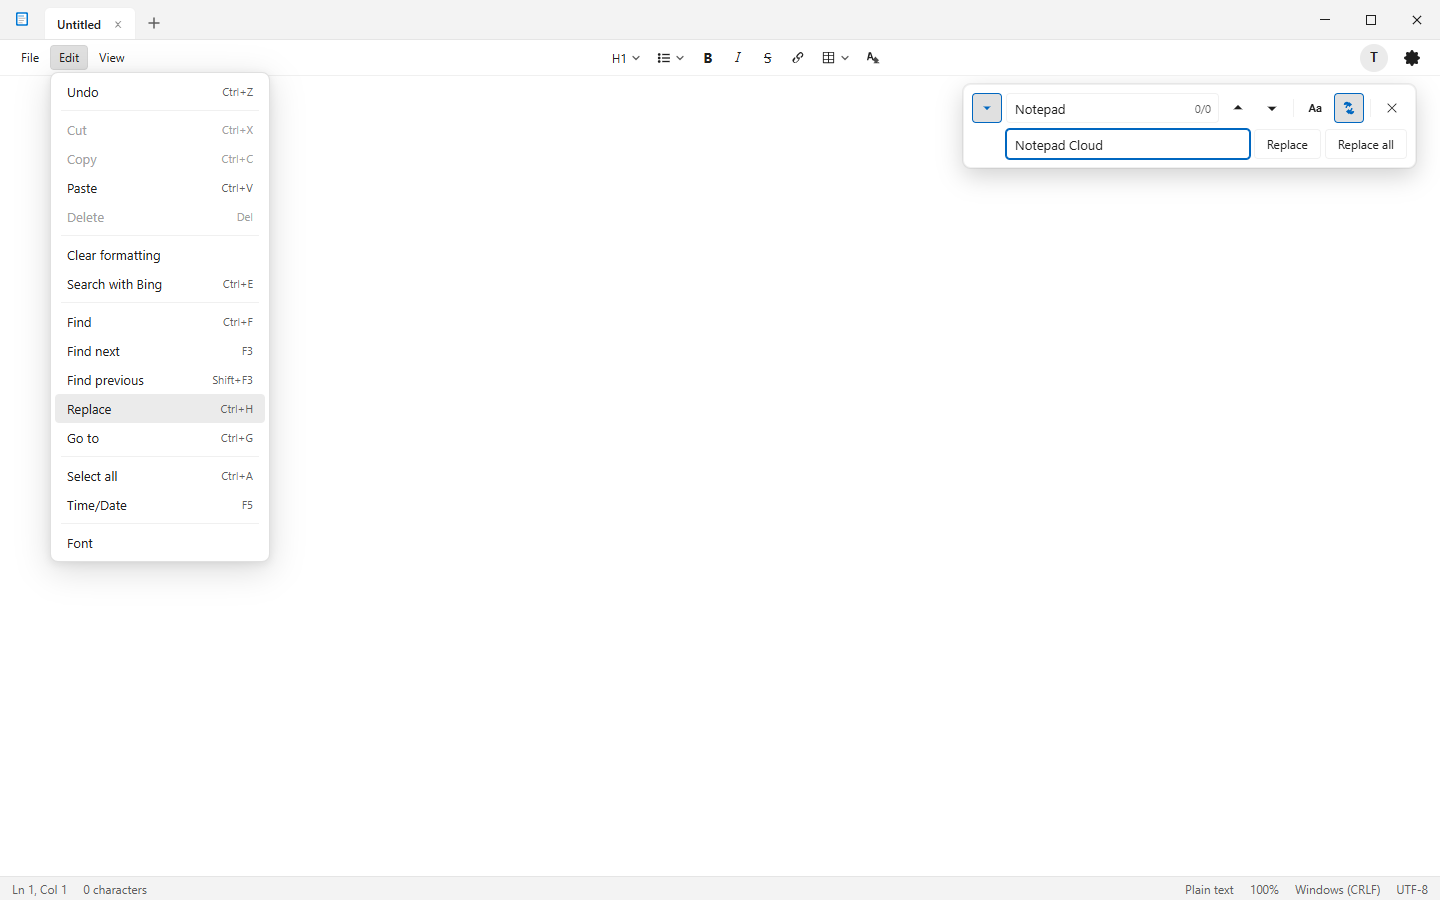 Untitled
File Edit View
H1 B I S A T
Undo Ctrl+Z
Cut Ctrl+X
Copy Ctrl+C
Paste Ctrl+V
Delete Del
Clear formatting
Search with Bing Ctrl+E
Find Ctrl+F
Find next F3
Find previous Shift+F3
Replace Ctrl+H
Go to Ctrl+G
Select all Ctrl+A
Time/Date F5
Font
Notepad 0/0 Aa
Notepad Cloud Replace Replace all
Ln 1, Col 1 0 characters Plain text 100% Windows (CRLF) UTF-8